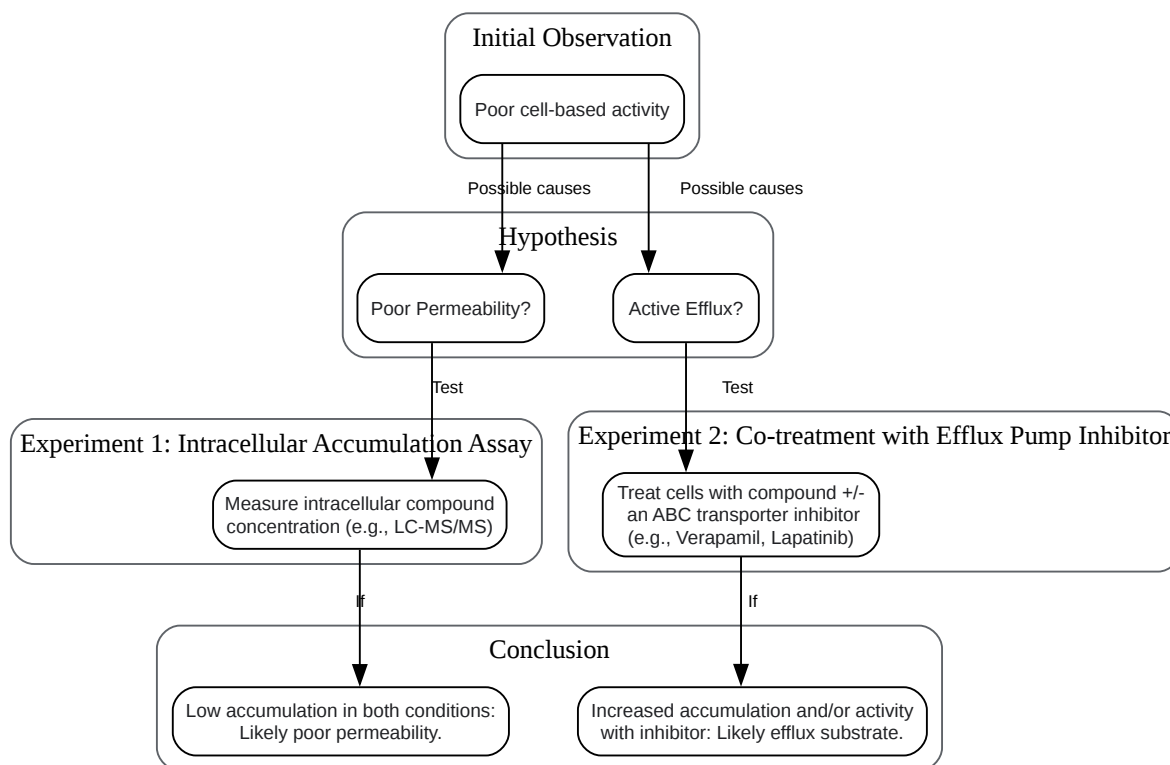 Initial Observation
Poor cell-based activity
Possible causes
Possible causes
Hypothesis
Poor Permeability?
Active Efflux?
Test
Test
Experiment 1: Intracellular Accumulation Assay
Measure intracellular compound
concentration (e.g., LC-MS/MS)
Experiment 2: Co-treatment with Efflux Pump Inhibitor
Treat cells with compound +/-
an ABC transporter inhibitor
(e.g., Verapamil, Lapatinib)
If
If
Conclusion
Low accumulation in both conditions:
Likely poor permeability.
Increased accumulation and/or activity
with inhibitor: Likely efflux substrate.